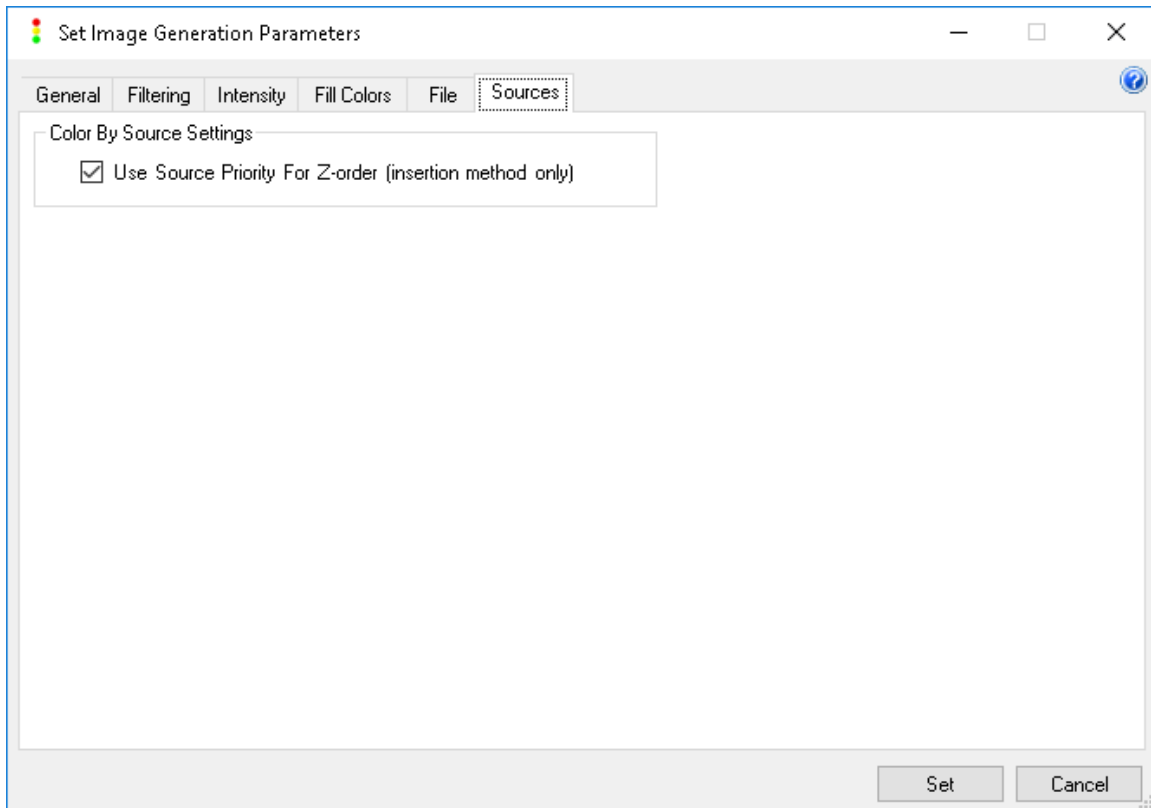 Set Image Generation Parameters
General Filtering Intensity Fill Colors File Sources
Color By Source Settings
Use Source Priority For Z-order (insertion method only)
Set Cancel